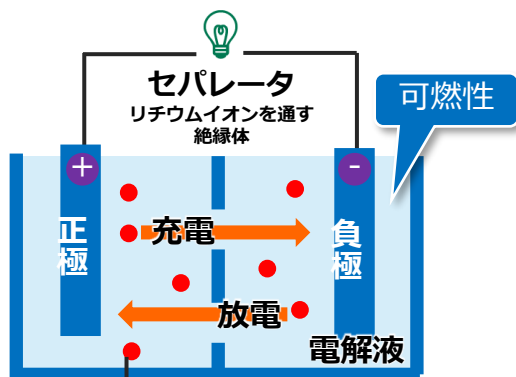 セパレータ
リチウムイオンを通す
絶縁体
可燃性
+
-
正極
充電
負極
放電
電解液